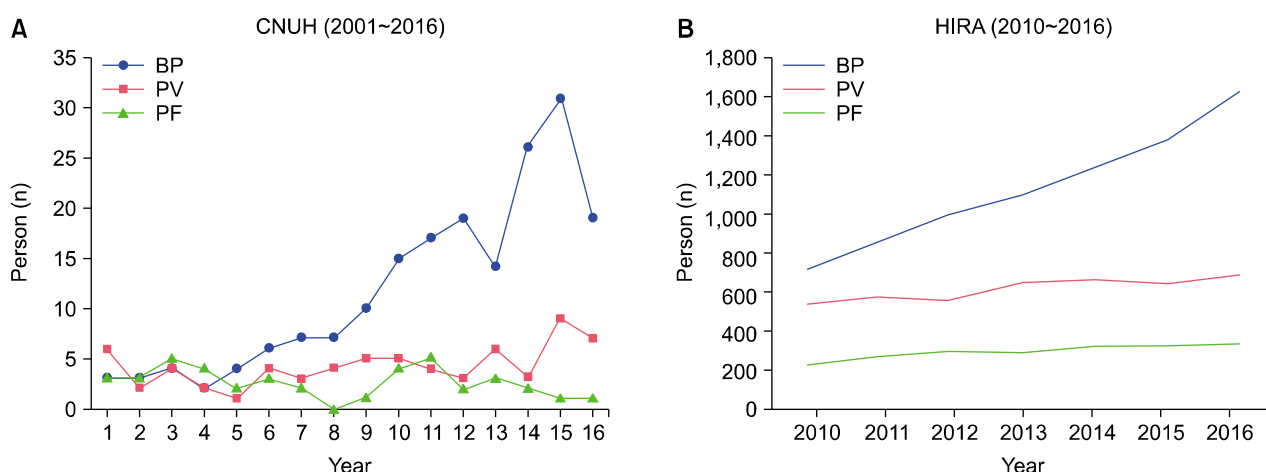 A
CNUH (2001~2016)
BP
PV
PF
Person (n)
35
30
25
20
15
10
5
0
1 2 3 4 5 6 7 8 9 10 11 12 13 14 15 16
Year
B
HIRA (2010~2016)
BP
PV
PF
Person (n)
1,800
1,600
1,400
1,200
1,000
800
600
400
200
0
2010 2011 2012 2013 2014 2015 2016
Year